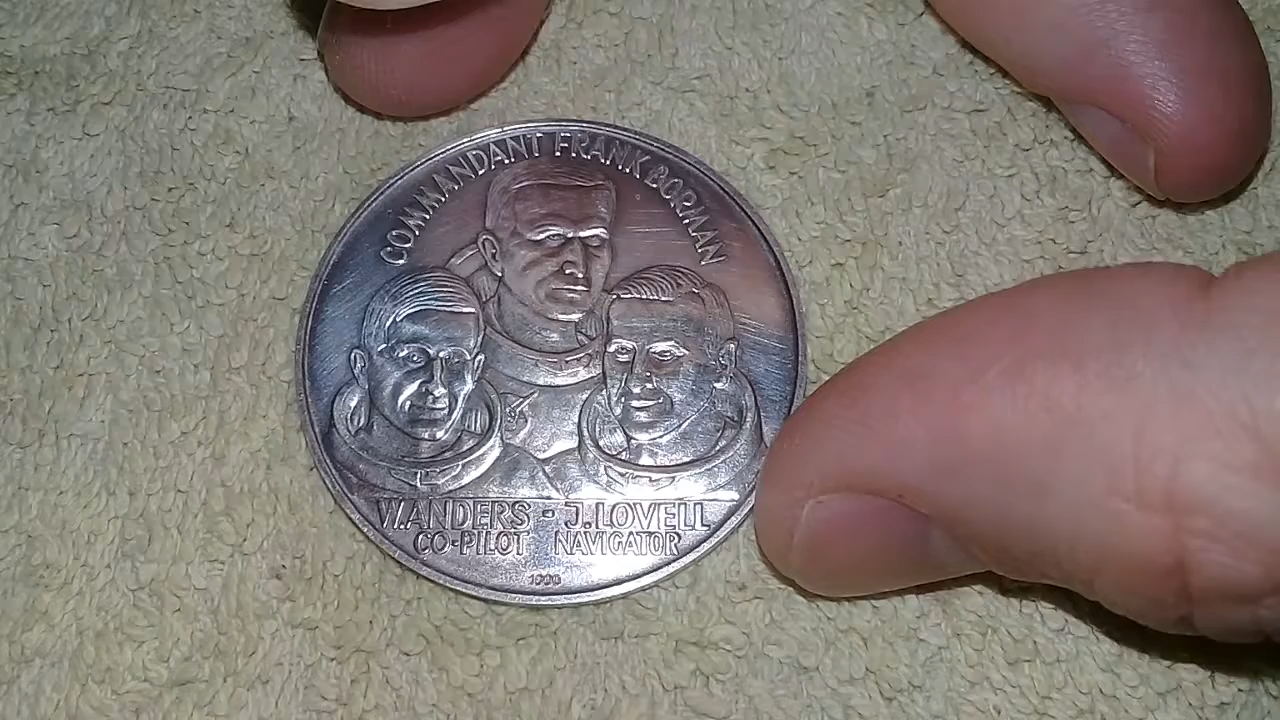 COMMANDANT FRANK BORMAN
W.ANDERS - J.LOVELL
CO-PILOT NAVIGATOR